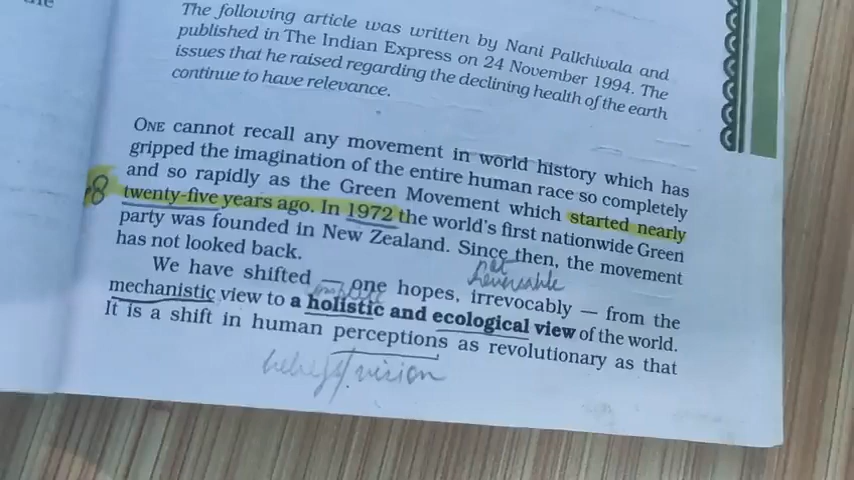 The following article was written by Nani Palkhivala and
published in The Indian Express on 24 November 1994. The
issues that he raised regarding the declining health of the earth
continue to have relevance.
ONE cannot recall any movement in world history which has
gripped the imagination of the entire human race so completely
and so rapidly as the Green Movement which started nearly
twenty-five years ago. In 1972 the world's first nationwide Green
party was founded in New Zealand. Since then, the movement
has not looked back.
We have shifted — one hopes, irrevocably — from the
mechanistic view to a holistic and ecological view of the world.
It is a shift in human perceptions as revolutionary as that
vision